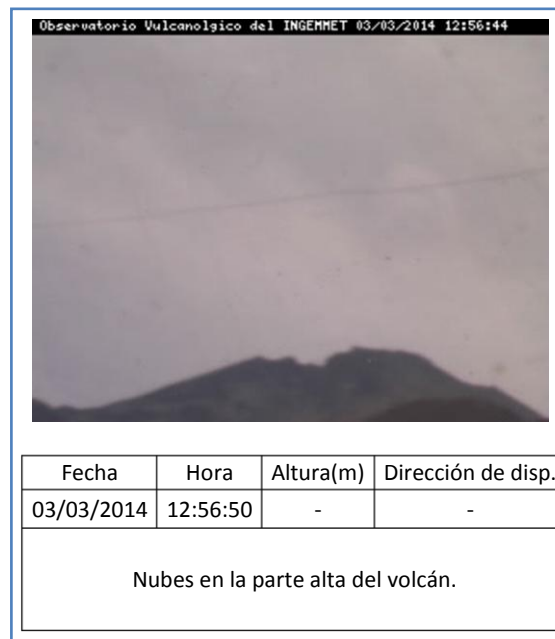 Observatorio Vulcanolgico del INGEMMET 03/03/2014 12:56:44
Fecha Hora Altura(m) Dirección de disp.
03/03/2014 12:56:50 - -
Nubes en la parte alta del volcán.